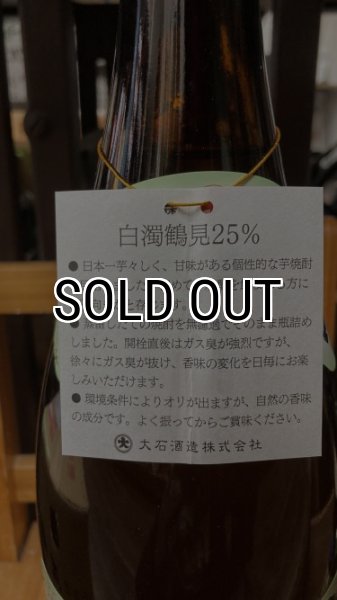 白濁鶴見25%
● 日本一芋々しく、甘味がある個性的な芋焼酎
SOLD OUT
● 蒸留したての焼酎を無濾過でそのまま瓶詰め
しました。開栓直後はガス臭が強烈ですが、
徐々にガス臭が抜け、香味の変化を日毎にお楽
しみいただけます。
● 環境条件によりオリが出ますが、自然の香味
の成分です。よく振ってからご賞味ください。
大 大石酒造株式会社